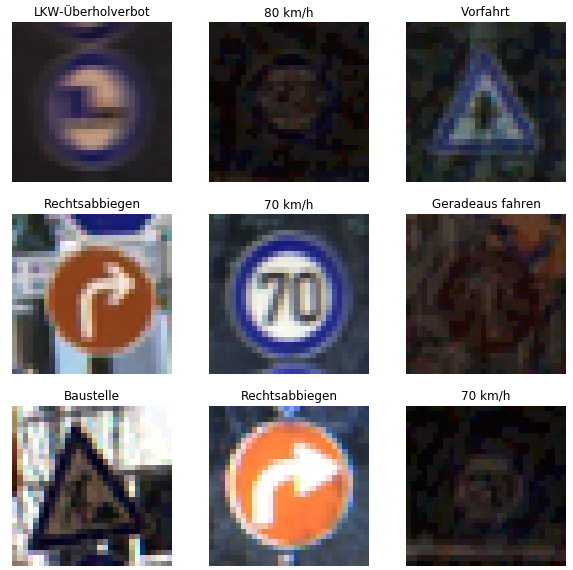 LKW-Überholverbot
80 km/h
Vorfahrt
Rechtsabbiegen
70 km/h
Geradeaus fahren
70
Baustelle
Rechtsabbiegen
70 km/h